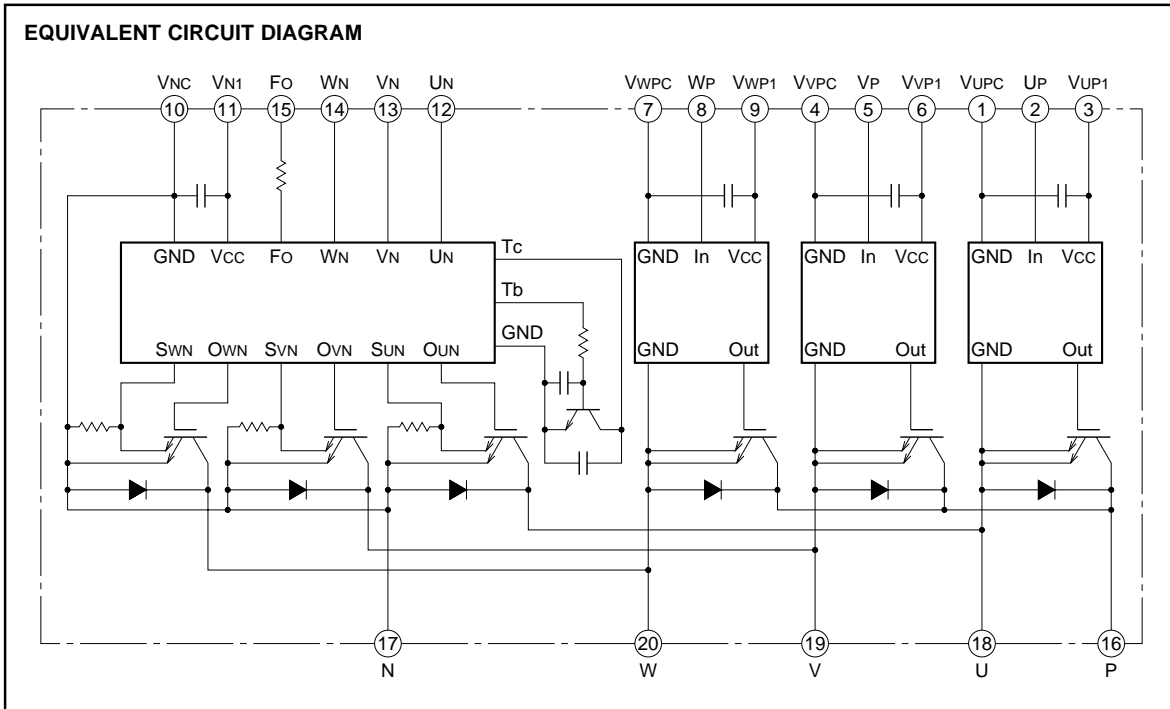 EQUIVALENT CIRCUIT DIAGRAM
VNC VN1 FO WN VN UN VWPC WP VWP1 VVPC VP VVP1 VUPC UP VUP1
10 11 15 14 13 12 7 8 9 4 5 6 1 2 3
GND VCC FO WN VN UN Tc GND In VCC GND In VCC GND In VCC
Tb
GND
SWN OWN SVN OVN SUN OUN GND Out GND Out GND Out
17 20 19 18 16
N W V U P